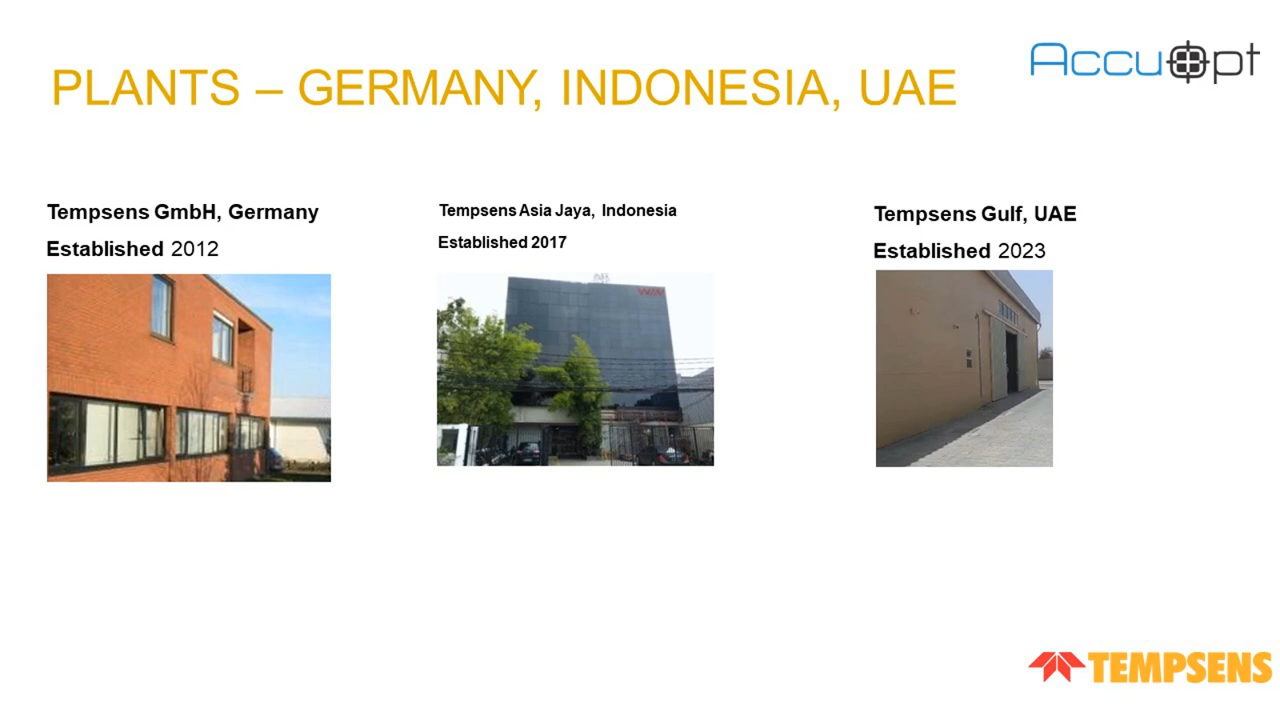 AccuOpt
PLANTS – GERMANY, INDONESIA, UAE
Tempsens GmbH, Germany
Established 2012
Tempsens Asia Jaya, Indonesia
Established 2017
Tempsens Gulf, UAE
Established 2023
TEMPSENS